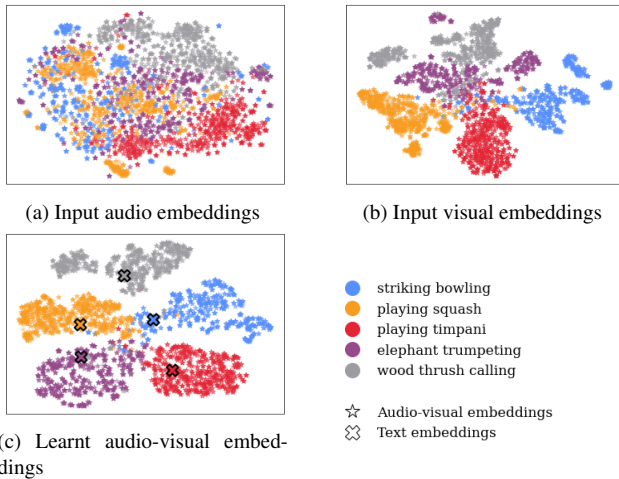 (a) Input audio embeddings
(b) Input visual embeddings
striking bowling
playing squash
playing timpani
elephant trumpeting
wood thrush calling
Audio-visual embeddings
Text embeddings
(c) Learnt audio-visual embed-
dings